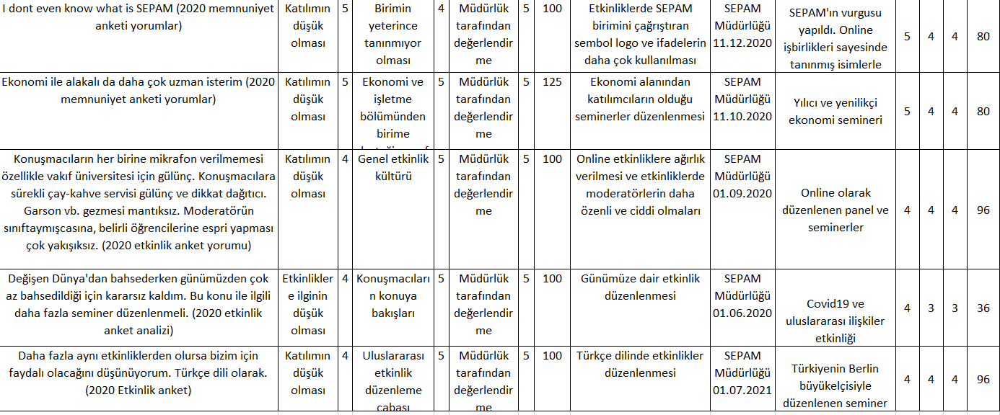 I dont even know what is SEPAM (2020 memnuniyet
anketi yorumlar)
Katılımın
düşük
olması
5
Birimin
yeterince
tanınmıyor
olması
4
Müdürlük
tarafından
değerlendir
me
5
100
Etkinliklerde SEPAM
birimini çağrıştıran
sembol logo ve ifadelerin
daha çok kullanılması
SEPAM
Müdürlüğü
11.12.2020
SEPAM'ın vurgusu
yapıldı. Online
işbirlikleri sayesinde
tanınmış isimlerle
5
4
4
80
Ekonomi ile alakalı da daha çok uzman isterim (2020
memnuniyet anketi yorumlar)
Katılımın
düşük
olması
5
Ekonomi ve
işletme
bölümünden
birime
5
Müdürlük
tarafından
değerlendir
me
5
125
Ekonomi alanından
katılımcıların olduğu
seminerler düzenlenmesi
SEPAM
Müdürlüğü
11.10.2020
Yılıcı ve yenilikçi
ekonomi semineri
5
4
4
80
Konuşmacıların her birine mikrofon verilmemesi
özellikle vakıf üniversitesi için gülünç. Konuşmacılara
sürekli çay-kahve servisi gülünç ve dikkat dağıtıcı.
Garson vb. gezmesi mantıksız. Moderatörün
sınıftaymışcasına, belirli öğrencilerine espri yapması
çok yakışıksız. (2020 etkinlik anket yorumu)
Katılımın
düşük
olması
4
Genel etkinlik
kültürü
5
Müdürlük
tarafından
değerlendir
me
5
100
Online etkinliklere ağırlık
verilmesi ve etkinliklerde
moderatörlerin daha
özenli ve ciddi olmaları
SEPAM
Müdürlüğü
01.09.2020
Online olarak
düzenlenen panel ve
seminerler
4
4
4
96
Değişen Dünya'dan bahsederken günümüzden çok
az bahsedildiği için kararsız kaldım. Bu konu ile ilgili
daha fazla seminer düzenlenmeli. (2020 etkinlik
anket analizi)
Etkinlikler
e ilginin
düşük
olması
4
Konuşmacıları
n konuya
bakışları
5
Müdürlük
tarafından
değerlendir
me
5
100
Günümüze dair etkinlik
düzenlenmesi
SEPAM
Müdürlüğü
01.06.2020
Covid19 ve
uluslararası ilişkiler
etkinliği
4
3
3
36
Daha fazla aynı etkinliklerden olursa bizim için
faydalı olacağını düşünüyorum. Türkçe dili olarak.
(2020 Etkinlik anket)
Katılımın
düşük
olması
4
Uluslararası
etkinlik
düzenleme
çabası
5
Müdürlük
tarafından
değerlendir
me
5
100
Türkçe dilinde etkinlikler
düzenlenmesi
SEPAM
Müdürlüğü
01.07.2021
Türkiyenin Berlin
büyükelçisiyle
düzenlenen seminer
4
4
4
96